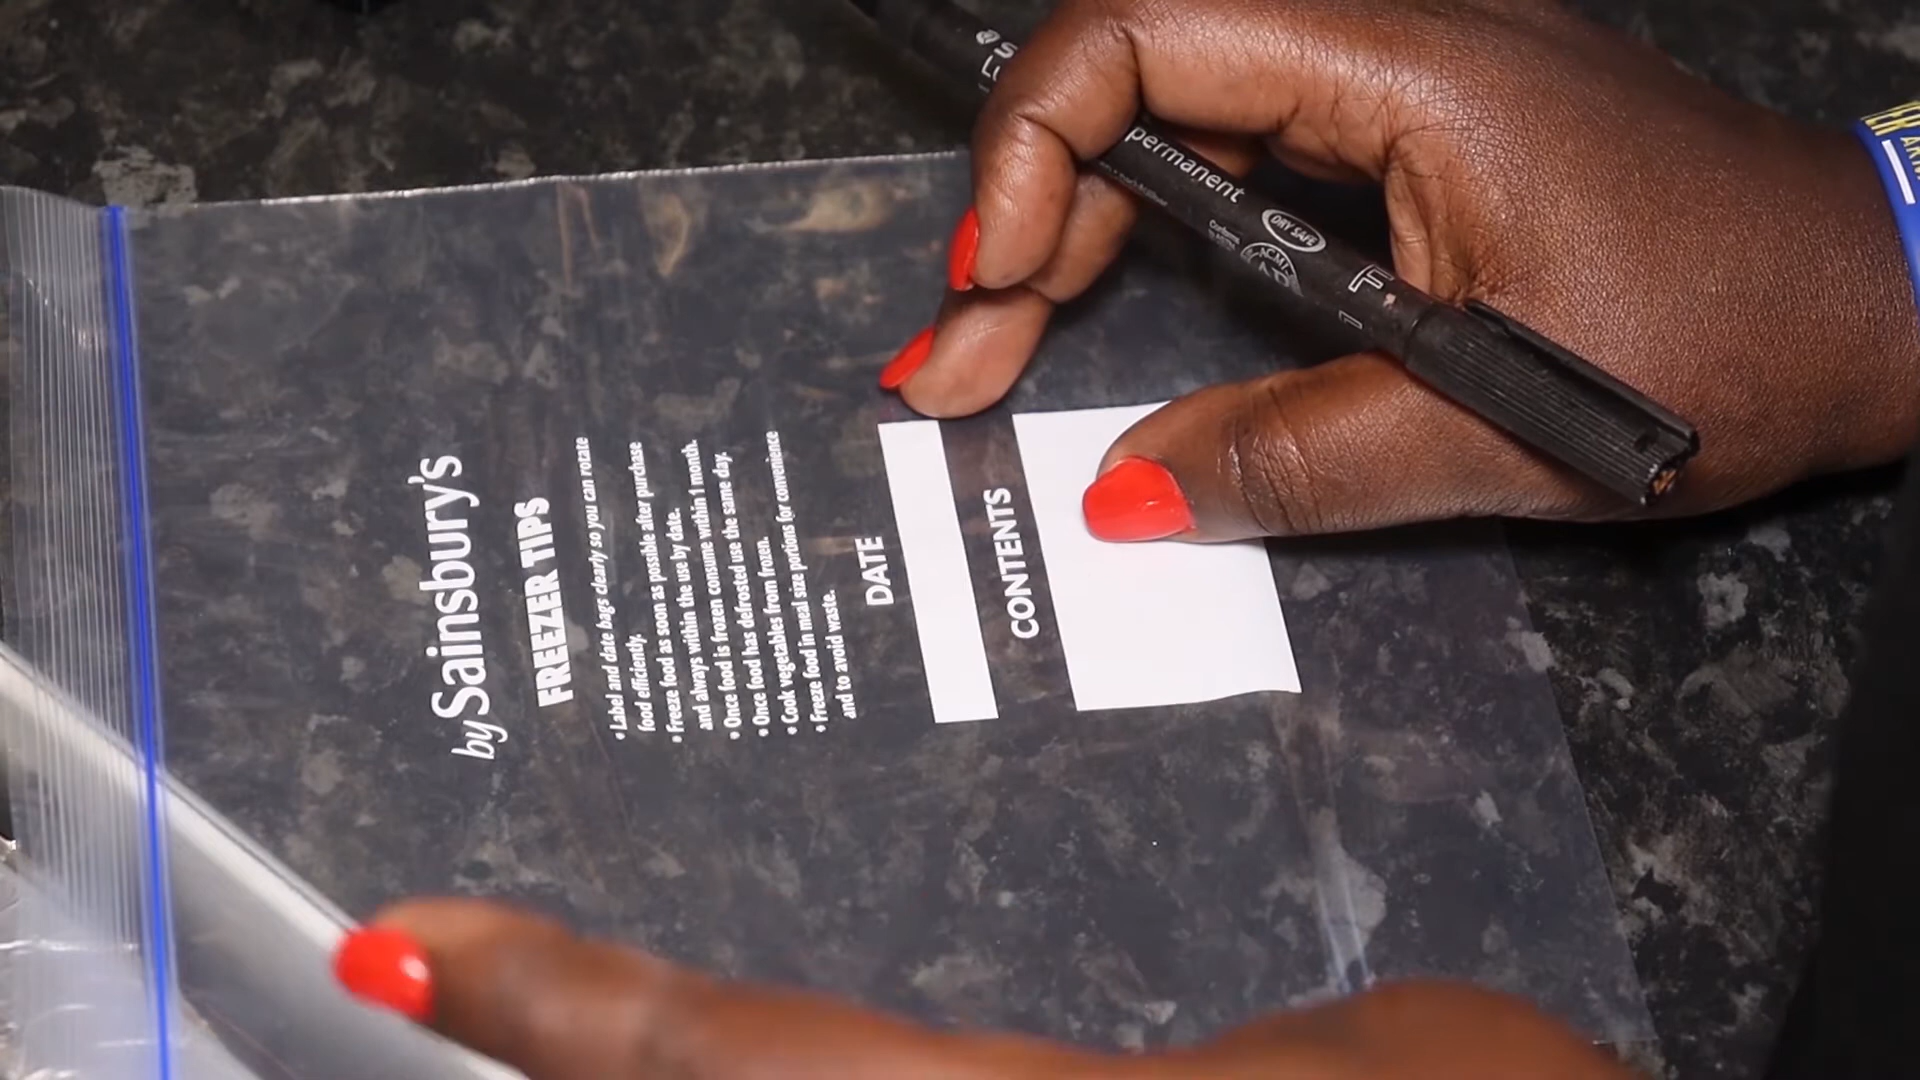 by Sainsbury's
FREEZER TIPS
• Label and date bags clearly so you can rotate
food efficiently.
• Freeze food as soon as possible after purchase
and always within the use by date.
• Once food is frozen consume within 1 month.
• Once food has defrosted use the same day.
• Cook vegetables from frozen.
• Freeze food in meal size portions for convenience
and to avoid waste.
DATE
CONTENTS
permanent
DRY SAFE
F